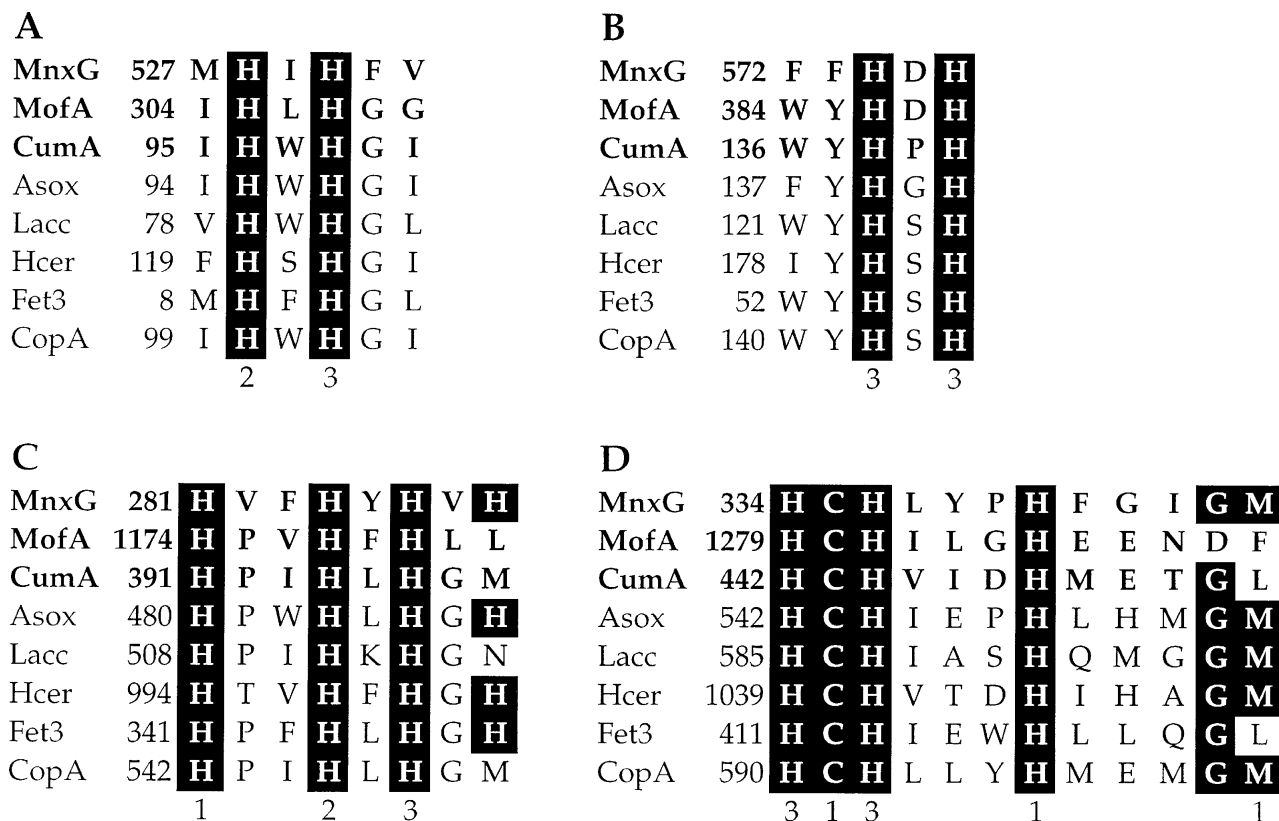 A
MnxG 527 M H I H F V
MofA 304 I H L H G G
CumA 95 I H W H G I
Asox 94 I H W H G I
Lacc 78 V H W H G L
Hcer 119 F H S H G I
Fet3 8 M H F H G L
CopA 99 I H W H G I
2 3
B
MnxG 572 F F H D H
MofA 384 W Y H D H
CumA 136 W Y H P H
Asox 137 F Y H G H
Lacc 121 W Y H S H
Hcer 178 I Y H S H
Fet3 52 W Y H S H
CopA 140 W Y H S H
3 3
C
MnxG 281 H V F H Y H V H
MofA 1174 H P V H F H L L
CumA 391 H P I H L H G M
Asox 480 H P W H L H G H
Lacc 508 H P I H K H G N
Hcer 994 H T V H F H G H
Fet3 341 H P F H L H G H
CopA 542 H P I H L H G M
1 2 3
D
MnxG 334 H C H L Y P H F G I G M
MofA 1279 H C H I L G H E E N D F
CumA 442 H C H V I D H M E T G L
Asox 542 H C H I E P H L H M G M
Lacc 585 H C H I A S H Q M G G M
Hcer 1039 H C H V T D H I H A G M
Fet3 411 H C H I E W H L L Q G L
CopA 590 H C H L L Y H M E M G M
3 1 3 1 1